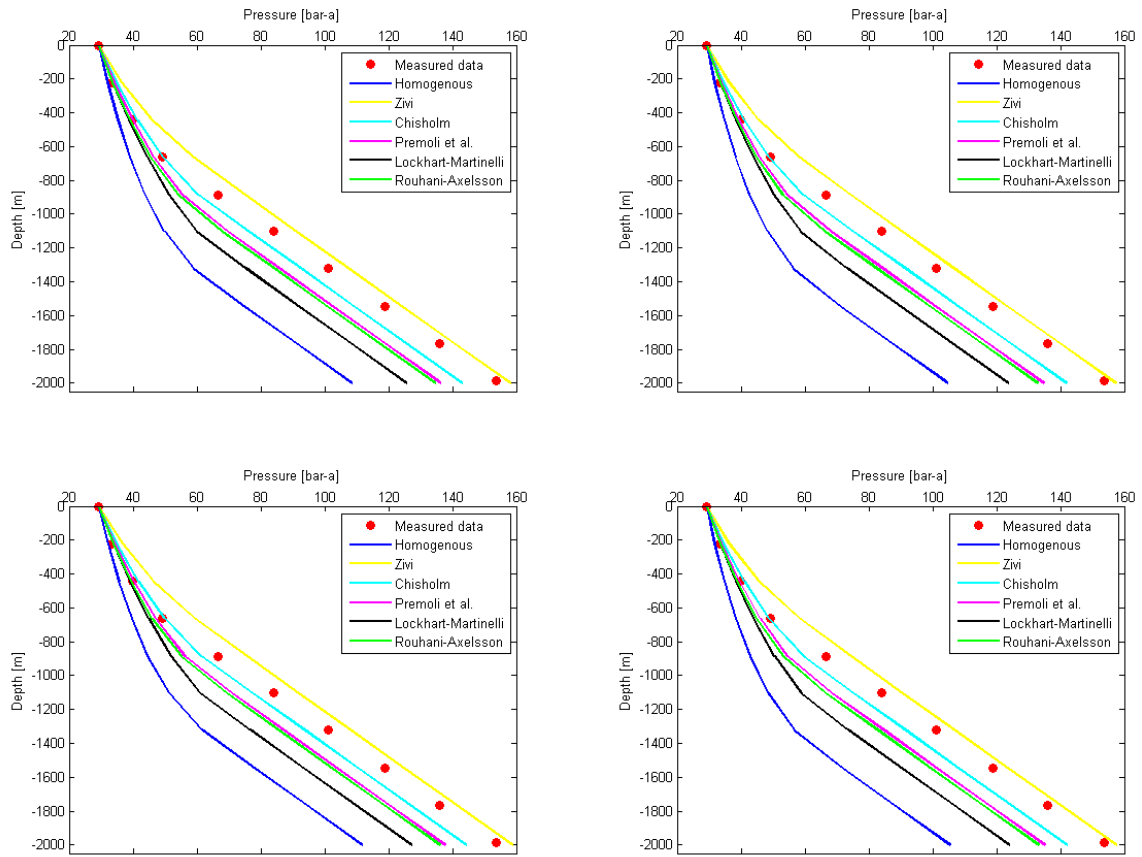 Pressure [bar-a]
20 40 60 80 100 120 140 160
0
-200
-400
-600
-800
-1000
-1200
-1400
-1600
-1800
-2000
Depth [m]
Measured data
Homogenous
Zivi
Chisholm
Premoli et al.
Lockhart-Martinelli
Rouhani-Axelsson
Pressure [bar-a]
20 40 60 80 100 120 140 160
0
-200
-400
-600
-800
-1000
-1200
-1400
-1600
-1800
-2000
Depth [m]
Measured data
Homogenous
Zivi
Chisholm
Premoli et al.
Lockhart-Martinelli
Rouhani-Axelsson
Pressure [bar-a]
20 40 60 80 100 120 140 160
0
-200
-400
-600
-800
-1000
-1200
-1400
-1600
-1800
-2000
Depth [m]
Measured data
Homogenous
Zivi
Chisholm
Premoli et al.
Lockhart-Martinelli
Rouhani-Axelsson
Pressure [bar-a]
20 40 60 80 100 120 140 160
0
-200
-400
-600
-800
-1000
-1200
-1400
-1600
-1800
-2000
Depth [m]
Measured data
Homogenous
Zivi
Chisholm
Premoli et al.
Lockhart-Martinelli
Rouhani-Axelsson